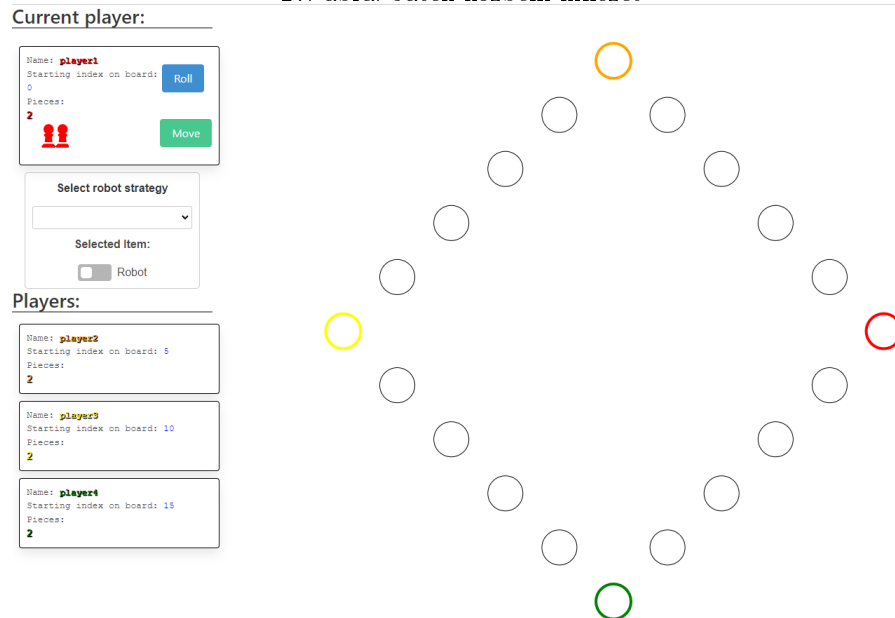 Current player:
Name: player1
Starting index on board:
0
Pieces:
2
Roll
Move
Select robot strategy
Selected Item:
Robot
Players:
Name: player2
Starting index on board: 5
Pieces:
2
Name: player3
Starting index on board: 10
Pieces:
2
Name: player4
Starting index on board: 15
Pieces:
2